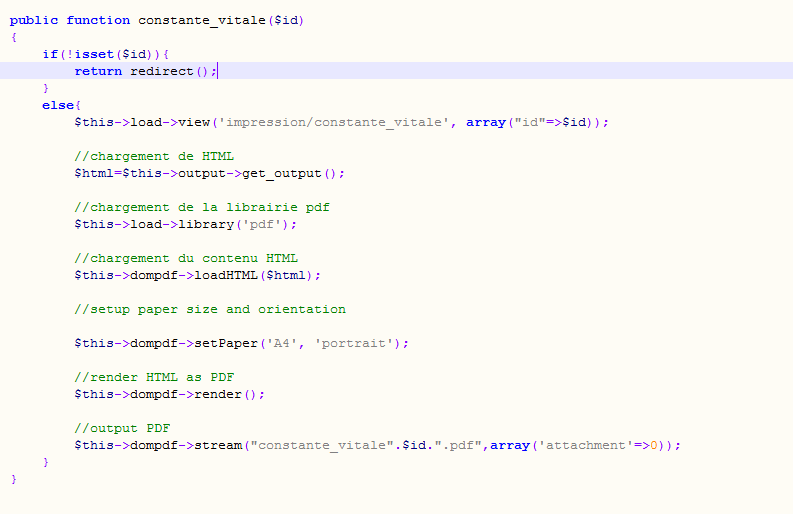 public function constante_vitale($id)
{
    if(!isset($id)){
        return redirect();
    }
    else{
        $this->load->view('impression/constante_vitale', array("id"=>$id));

        //chargement de HTML
        $html=$this->output->get_output();

        //chargement de la librairie pdf
        $this->load->library('pdf');

        //chargement du contenu HTML
        $this->dompdf->loadHTML($html);

        //setup paper size and orientation

        $this->dompdf->setPaper('A4', 'portrait');

        //render HTML as PDF
        $this->dompdf->render();

        //output PDF
        $this->dompdf->stream("constante_vitale".$id.".pdf",array('attachment'=>0));
    }
}